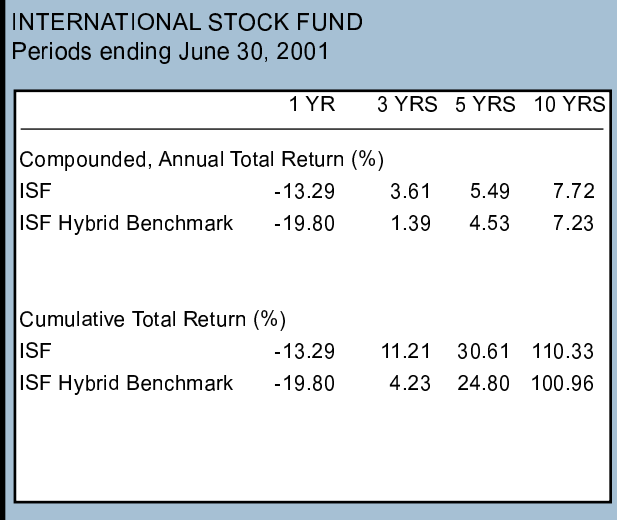 INTERNATIONAL STOCK FUND
Periods ending June 30, 2001
1 YR 3 YRS 5 YRS 10 YRS
Compounded, Annual Total Return (%)
ISF -13.29 3.61 5.49 7.72
ISF Hybrid Benchmark -19.80 1.39 4.53 7.23
Cumulative Total Return (%)
ISF -13.29 11.21 30.61 110.33
ISF Hybrid Benchmark -19.80 4.23 24.80 100.96